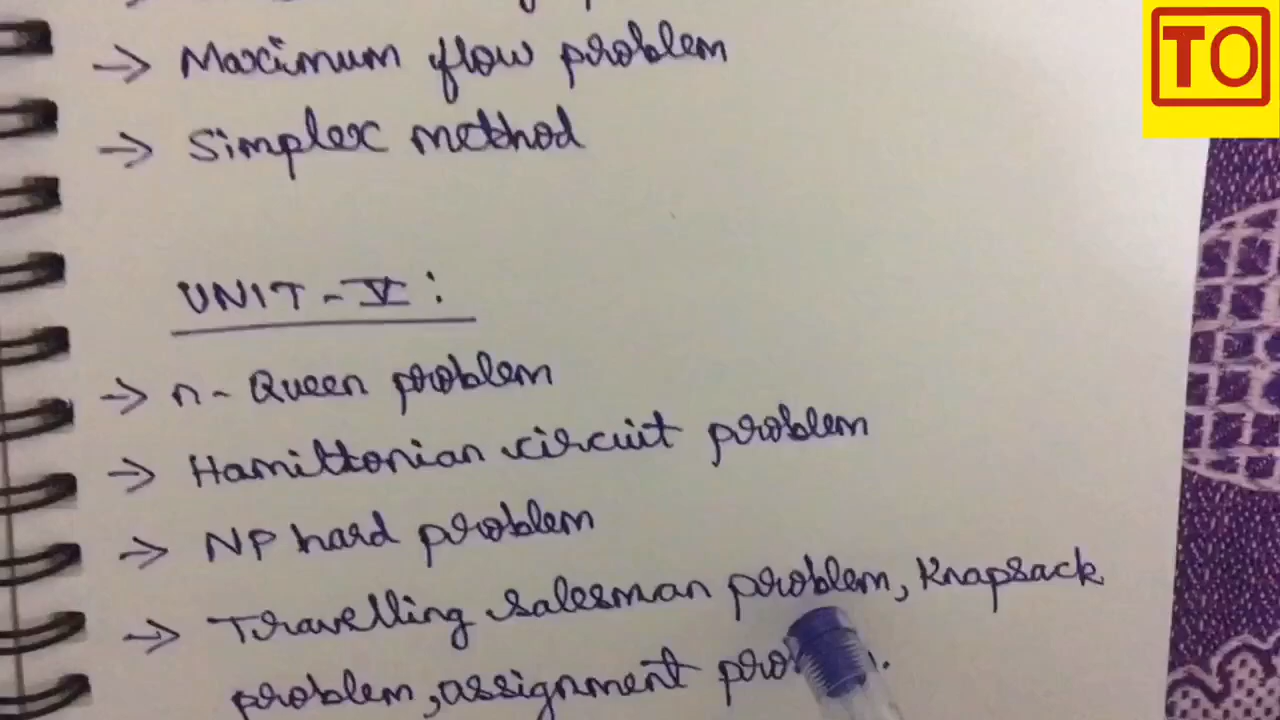 TO
→ Maximum flow problem
→ Simplex method
UNIT-V:
→ n-Queen problem
→ Hamiltonian circuit problem
→ NP hard problem
→ Travelling salesman problem, Knapsack
problem, assignment